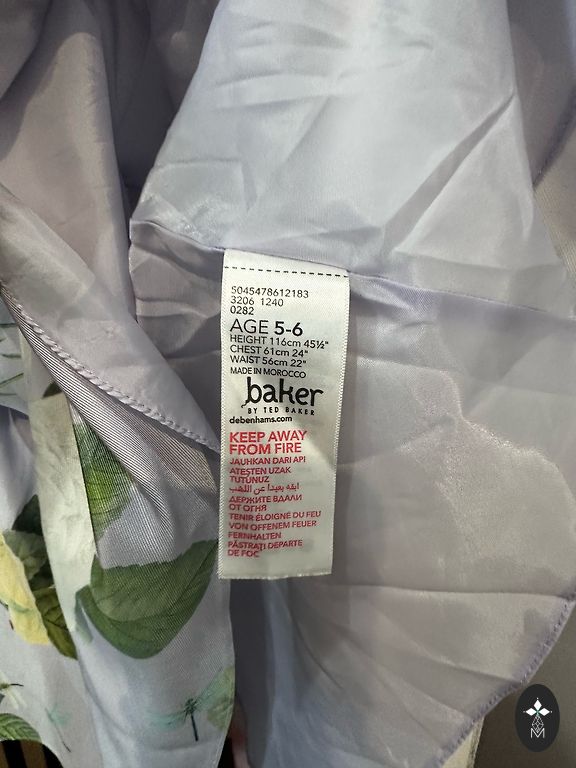 5045478612183
3206 1240
0282
AGE 5-6
HEIGHT 116cm 45½"
CHEST 61cm 24"
WAIST 56cm 22"
MADE IN MOROCCO
baker
BY TED BAKER
debenhams.com
KEEP AWAY
FROM FIRE
JAUHKAN DARI API
ATEŞTEN UZAK
TUTUNUZ
ابقه بعيدا عن اللهب
ДЕРЖИТЕ ВДАЛИ
ОТ ОГНЯ
TENIR ÉLOIGNÉ DU FEU
VON OFFENEM FEUER
FERNHALTEN
PĂSTRAŢI DEPARTE
DE FOC
M